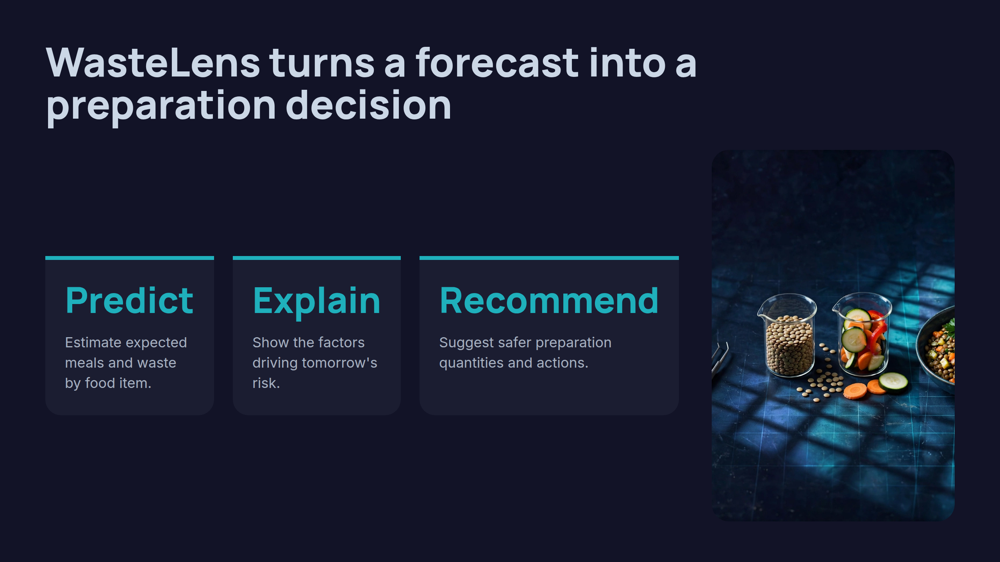 WasteLens turns a forecast into a
preparation decision
Predict
Estimate expected
meals and waste
by food item.
Explain
Show the factors
driving tomorrow's
risk.
Recommend
Suggest safer preparation
quantities and actions.